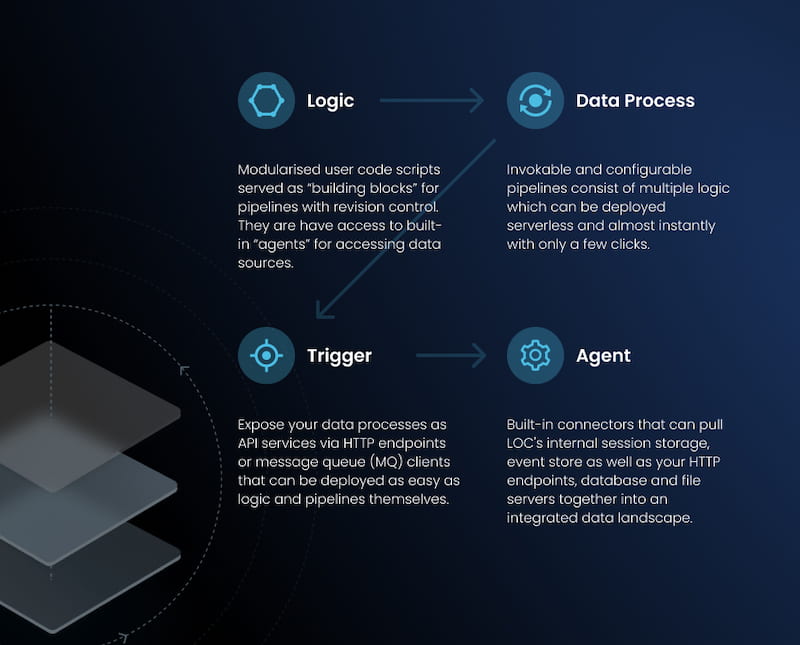 Logic
Modularised user code scripts
served as “building blocks” for
pipelines with revision control.
They are have access to built-
in “agents” for accessing data
sources.
Data Process
Invokable and configurable
pipelines consist of multiple logic
which can be deployed
serverless and almost instantly
with only a few clicks.
Trigger
Expose your data processes as
API services via HTTP endpoints
or message queue (MQ) clients
that can be deployed as easy as
logic and pipelines themselves.
Agent
Built-in connectors that can pull
LOC's internal session storage,
event store as well as your HTTP
endpoints, database and file
servers together into an
integrated data landscape.